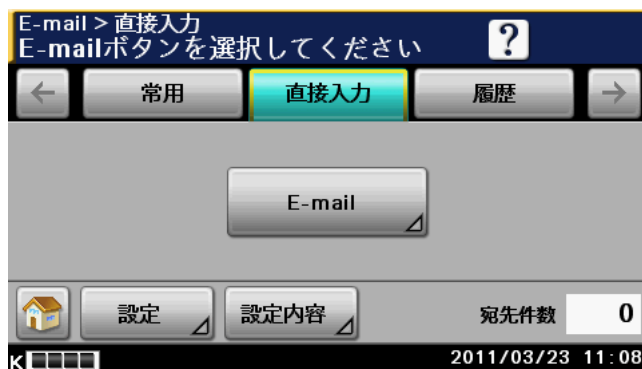 E-mail > 直接入力
E-mailボタンを選択してください
?
← 常用 直接入力 履歴 →
E-mail
設定 設定内容 宛先件数 0
K 2011/03/23 11:08